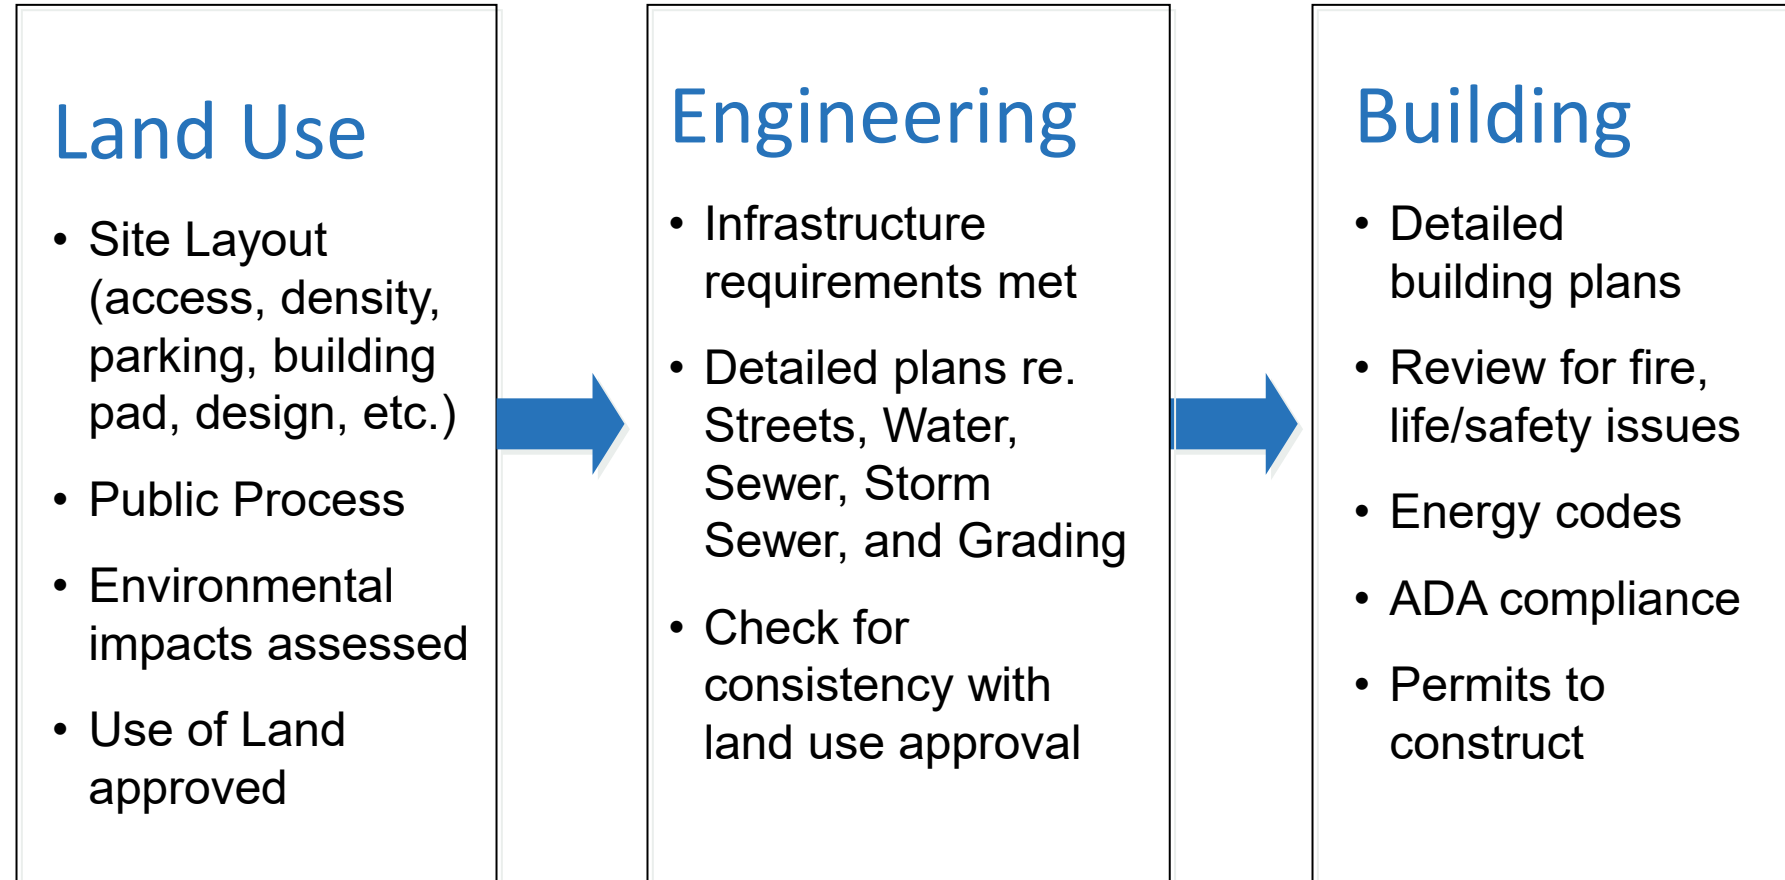 Land Use
• Site Layout
(access, density,
parking, building
pad, design, etc.)
• Public Process
• Environmental
impacts assessed
• Use of Land
approved
Engineering
• Infrastructure
requirements met
• Detailed plans re.
Streets, Water,
Sewer, Storm
Sewer, and Grading
• Check for
consistency with
land use approval
Building
• Detailed
building plans
• Review for fire,
life/safety issues
• Energy codes
• ADA compliance
• Permits to
construct